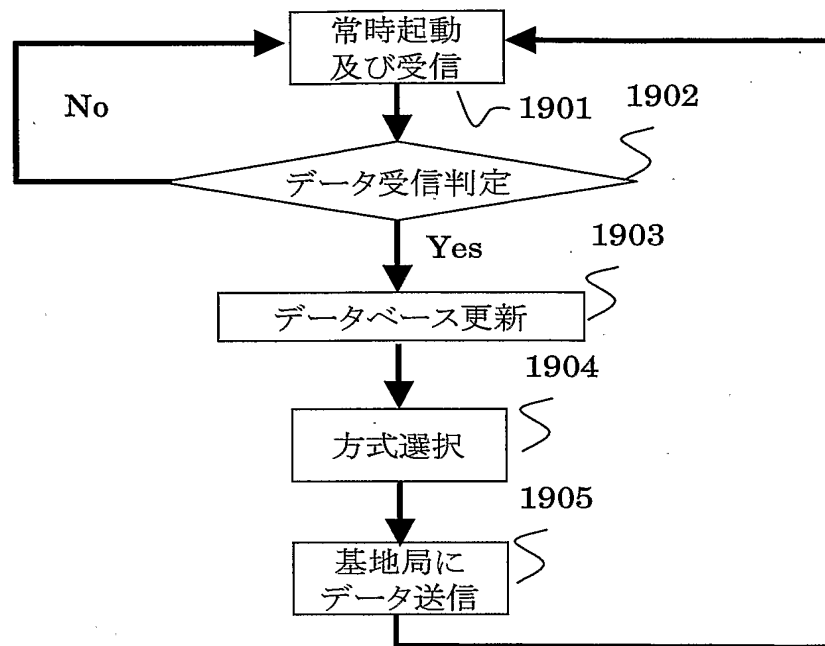 常時起動
及び受信
No
1901
1902
データ受信判定
Yes
1903
データベース更新
1904
方式選択
1905
基地局に
データ送信